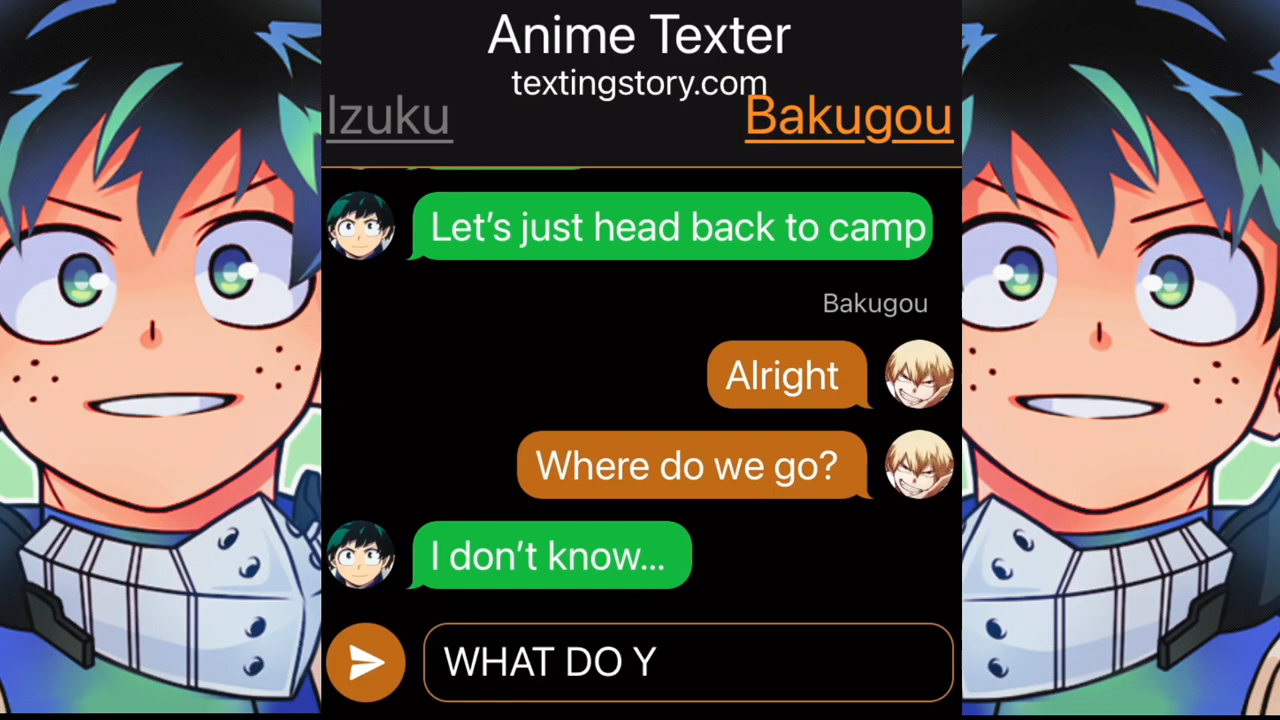 Anime Texter
textingstory.com
Izuku
Bakugou
Let’s just head back to camp
Bakugou
Alright
Where do we go?
I don’t know...
WHAT DO Y